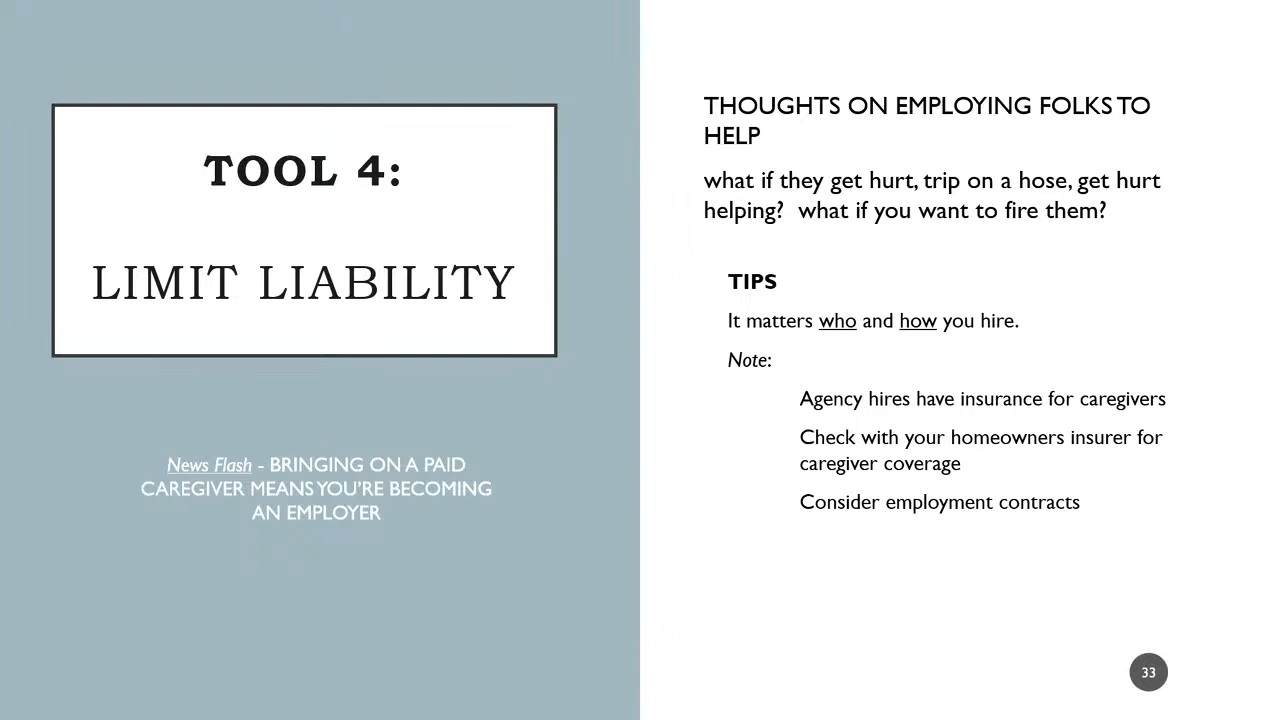 TOOL 4:
LIMIT LIABILITY
News Flash - BRINGING ON A PAID
CAREGIVER MEANS YOU'RE BECOMING
AN EMPLOYER
THOUGHTS ON EMPLOYING FOLKS TO
HELP
what if they get hurt, trip on a hose, get hurt
helping?  what if you want to fire them?
TIPS
It matters who and how you hire.
Note:
Agency hires have insurance for caregivers
Check with your homeowners insurer for
caregiver coverage
Consider employment contracts
33